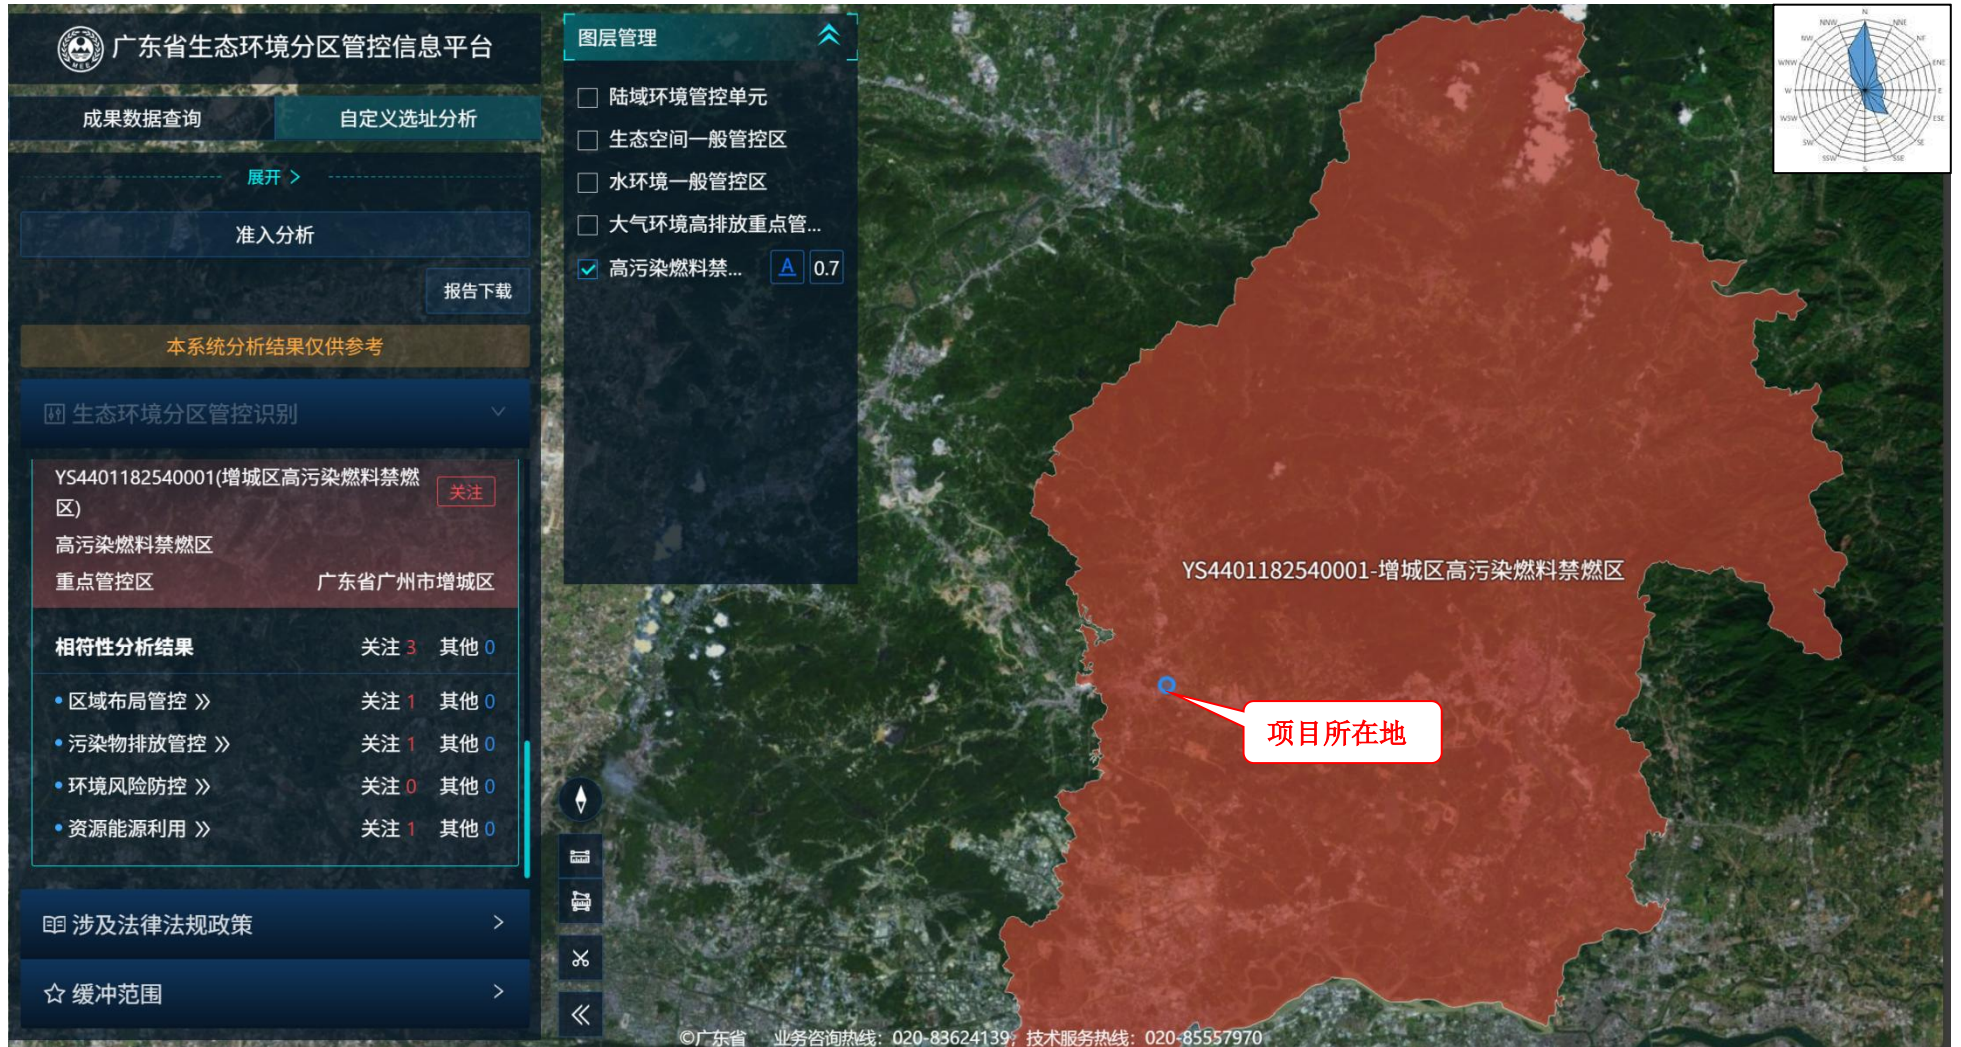 广东省生态环境分区管控信息平台
成果数据查询
自定义选址分析
展开 >
准入分析
报告下载
本系统分析结果仅供参考
生态环境分区管控识别
YS4401182540001(增城区高污染燃料禁燃
区)
关注
高污染燃料禁燃区
重点管控区 广东省广州市增城区
相符性分析结果 关注 3 其他 0
区域布局管控 关注 1 其他 0
污染物排放管控 关注 1 其他 0
环境风险防控 关注 0 其他 0
资源能源利用 关注 1 其他 0
涉及法律法规政策
缓冲范围
图层管理
陆域环境管控单元
生态空间一般管控区
水环境一般管控区
大气环境高排放重点管...
高污染燃料禁... A 0.7
YS4401182540001-增城区高污染燃料禁燃区
项目所在地
©广东省 业务咨询热线：020-83624139；技术服务热线：020-85557970
N
NNE
NE
ENE
E
ESE
SE
SSE
S
SSW
SW
WSW
W
WNW
NW
NNW